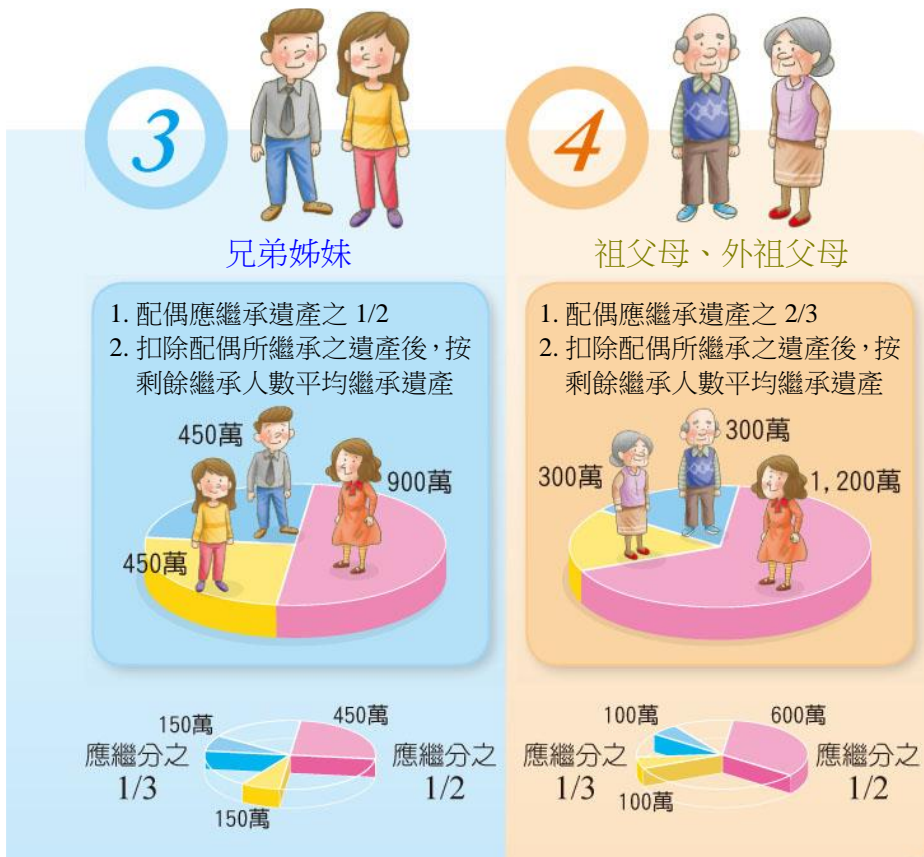 3
兄弟姊妹
1. 配偶應繼承遺產之 1/2
2. 扣除配偶所繼承之遺產後，按
剩餘繼承人數平均繼承遺產
450萬
900萬
450萬
150萬
450萬
應繼分之
1/3
應繼分之
1/2
150萬
4
祖父母、外祖父母
1. 配偶應繼承遺產之 2/3
2. 扣除配偶所繼承之遺產後，按
剩餘繼承人數平均繼承遺產
300萬
300萬
1,200萬
100萬
600萬
應繼分之
1/3
應繼分之
1/2
100萬